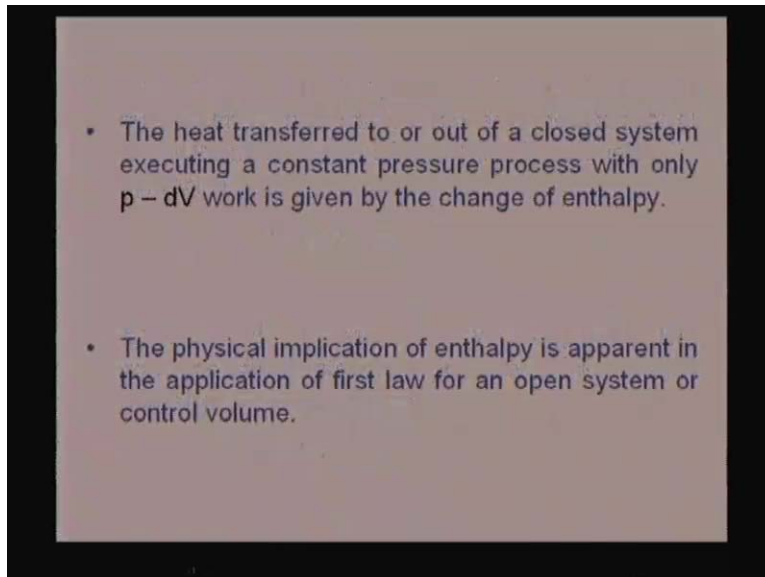 • The heat transferred to or out of a closed system
executing a constant pressure process with only
p – dV work is given by the change of enthalpy.
• The physical implication of enthalpy is apparent in
the application of first law for an open system or
control volume.